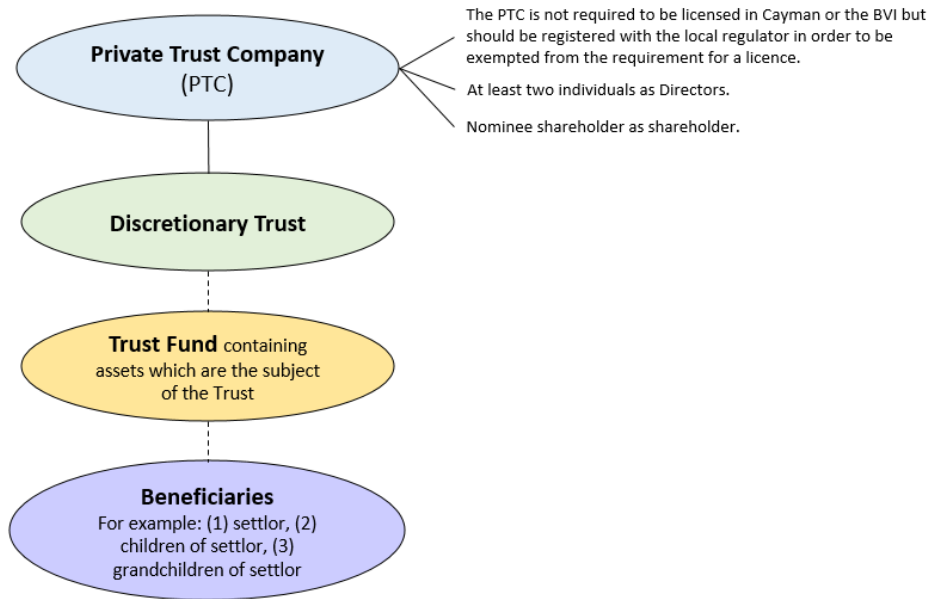 Private Trust Company
(PTC)
The PTC is not required to be licensed in Cayman or the BVI but
should be registered with the local regulator in order to be
exempted from the requirement for a licence.
At least two individuals as Directors.
Nominee shareholder as shareholder.
Discretionary Trust
Trust Fund containing
assets which are the subject
of the Trust
Beneficiaries
For example: (1) settlor, (2)
children of settlor, (3)
grandchildren of settlor